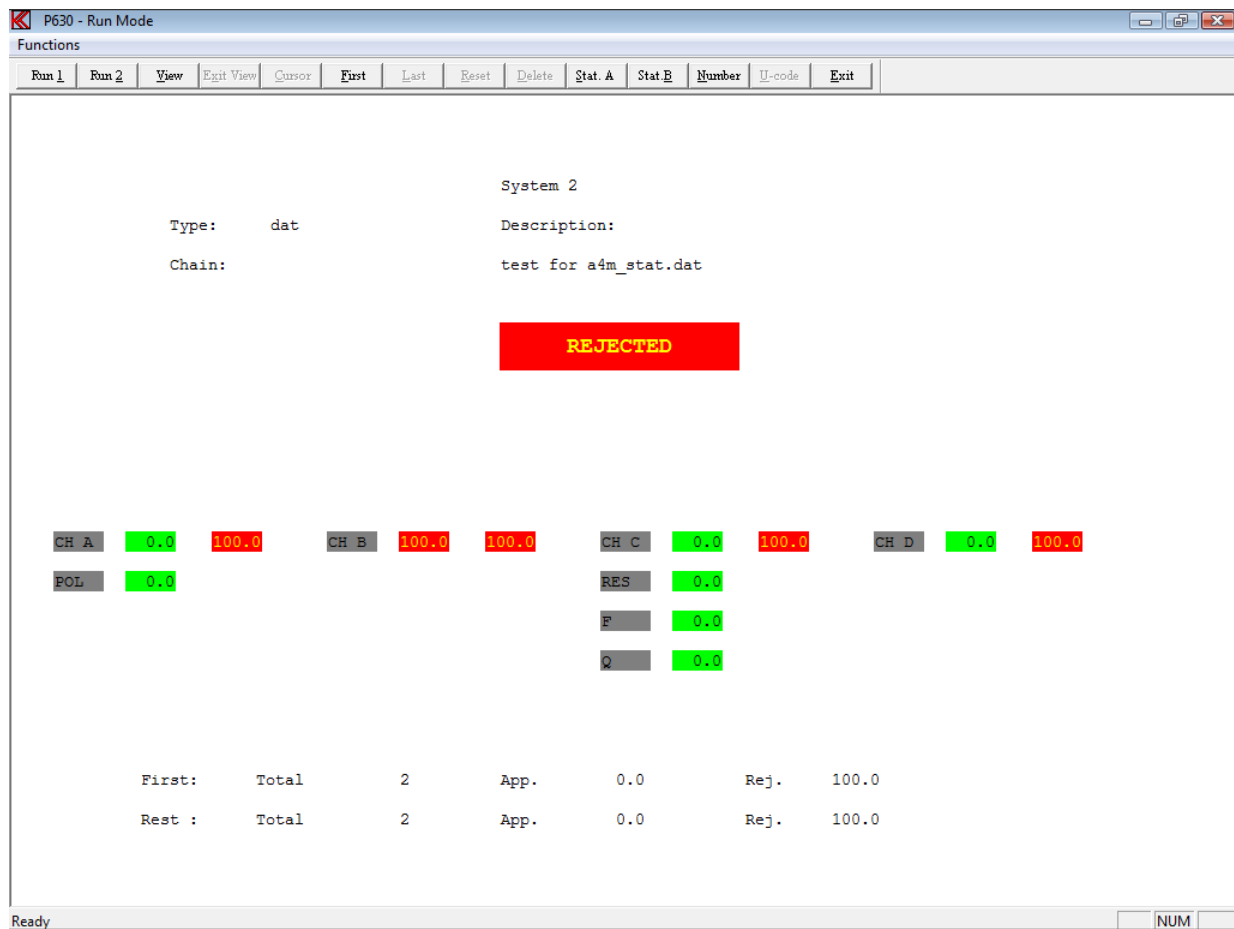 P630 - Run Mode
Functions
Run 1 Run 2 View Exit View Cursor First Last Reset Delete Stat. A Stat.B Number U-code Exit
System 2
Type: dat Description:
Chain: test for a4m_stat.dat
REJECTED
CH A 0.0 100.0 CH B 100.0 100.0 CH C 0.0 100.0 CH D 0.0 100.0
POL 0.0 RES 0.0
F 0.0
Q 0.0
First: Total 2 App. 0.0 Rej. 100.0
Rest : Total 2 App. 0.0 Rej. 100.0
Ready NUM